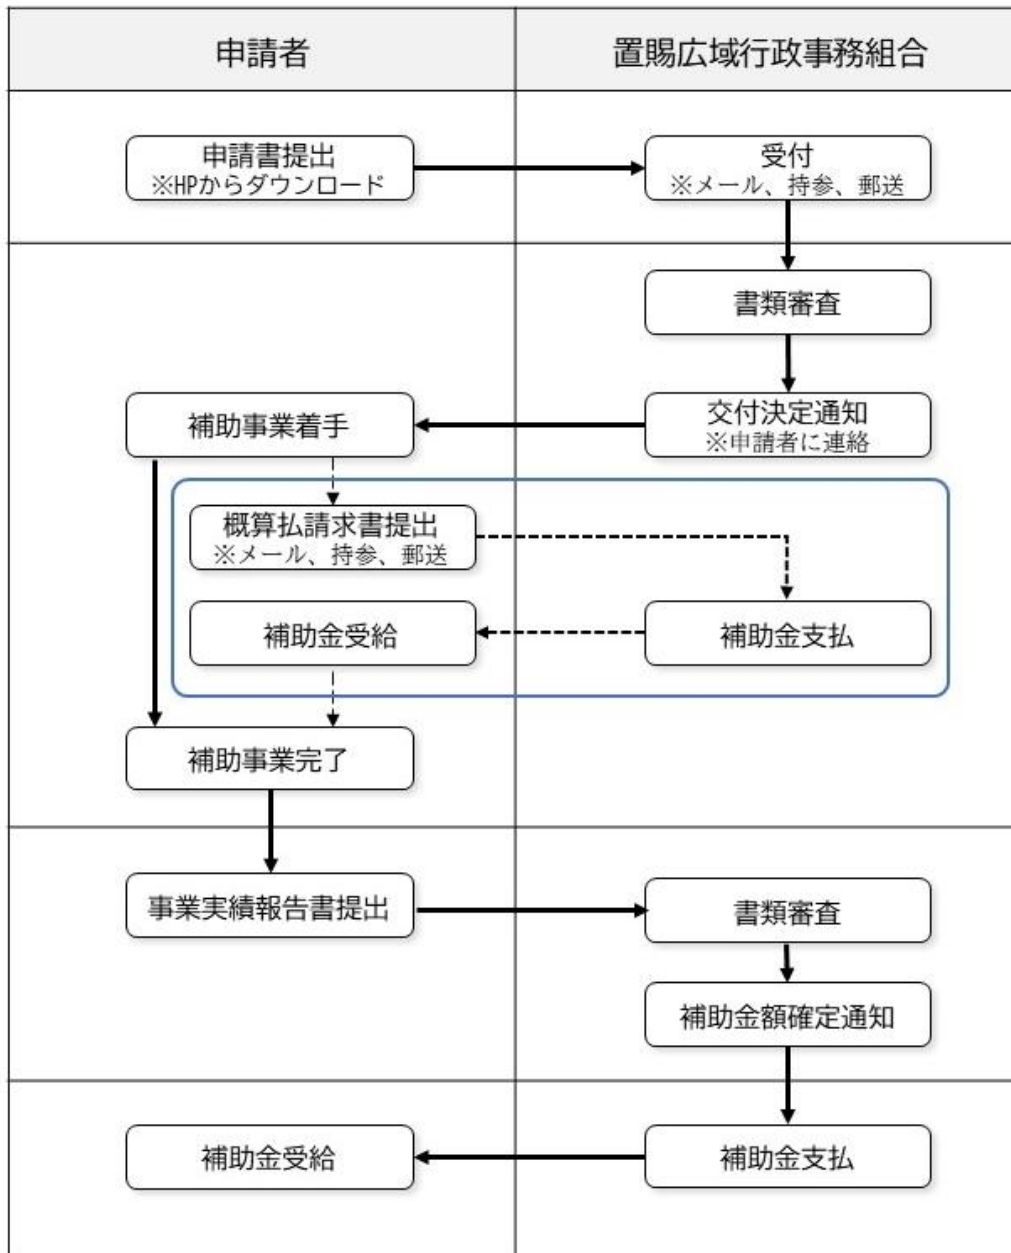 申請者
置賜広域行政事務組合
申請書提出
※HPからダウンロード
受付
※メール、持参、郵送
書類審査
交付決定通知
※申請者に連絡
補助事業着手
概算払請求書提出
※メール、持参、郵送
補助金支払
補助金受給
補助事業完了
事業実績報告書提出
書類審査
補助金額確定通知
補助金支払
補助金受給